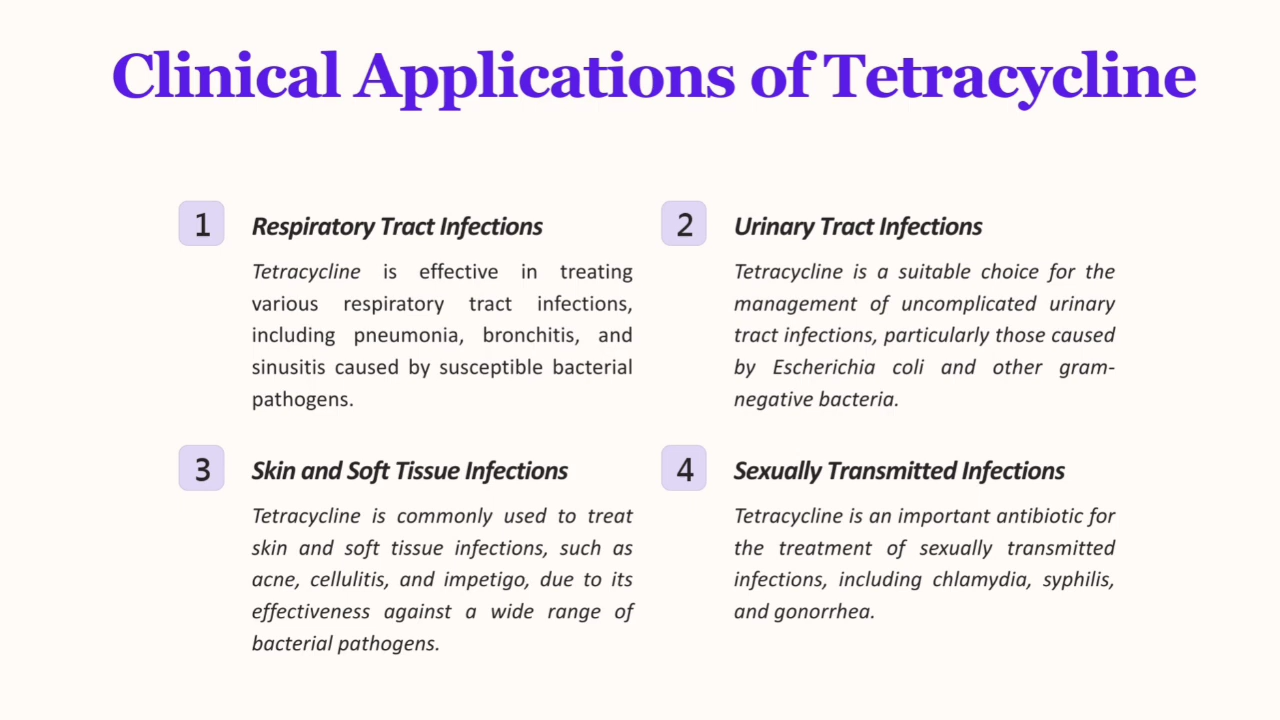 Clinical Applications of Tetracycline
1
Respiratory Tract Infections
Tetracycline is effective in treating
various respiratory tract infections,
including pneumonia, bronchitis, and
sinusitis caused by susceptible bacterial
pathogens.
2
Urinary Tract Infections
Tetracycline is a suitable choice for the
management of uncomplicated urinary
tract infections, particularly those caused
by Escherichia coli and other gram-
negative bacteria.
3
Skin and Soft Tissue Infections
Tetracycline is commonly used to treat
skin and soft tissue infections, such as
acne, cellulitis, and impetigo, due to its
effectiveness against a wide range of
bacterial pathogens.
4
Sexually Transmitted Infections
Tetracycline is an important antibiotic for
the treatment of sexually transmitted
infections, including chlamydia, syphilis,
and gonorrhea.